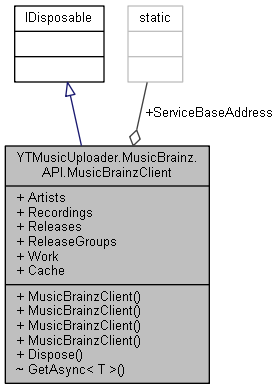 IDisposable
static
+ServiceBaseAddress
YTMusicUploader.MusicBrainz.
API.MusicBrainzClient
+ Artists
+ Recordings
+ Releases
+ ReleaseGroups
+ Work
+ Cache
+ MusicBrainzClient()
+ MusicBrainzClient()
+ MusicBrainzClient()
+ MusicBrainzClient()
+ Dispose()
~ GetAsync< T >()